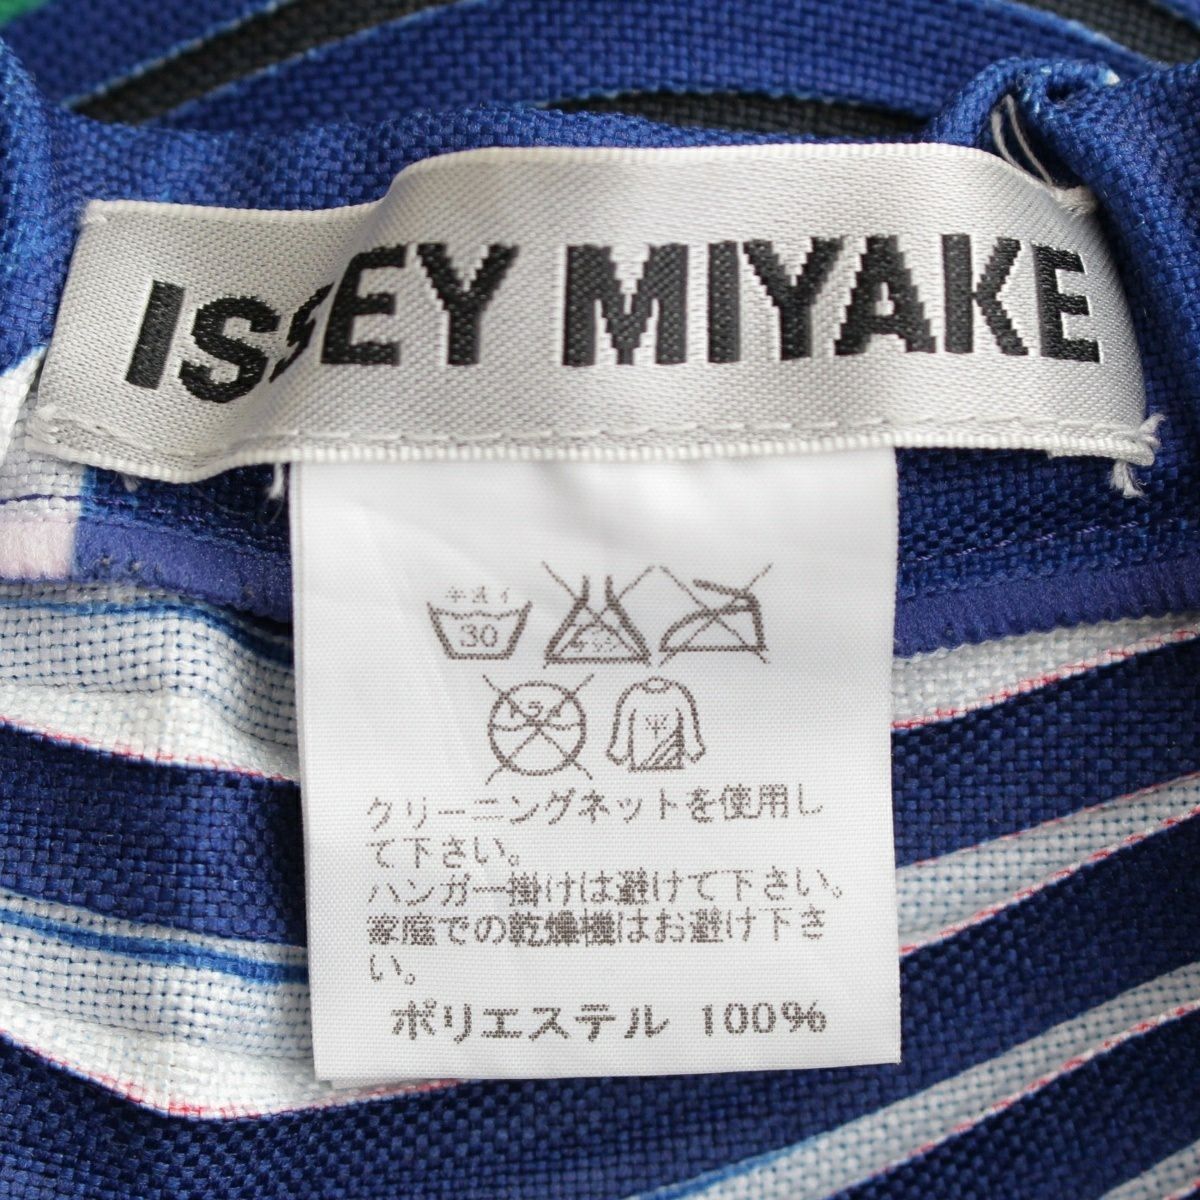 ISSEY MIYAKE
手洗イ
30
平
クリーニングネットを使用し
て下さい。
ハンガー掛けは避けて下さい。
家庭での乾燥機はお避け下さ
い。
ポリエステル 100%